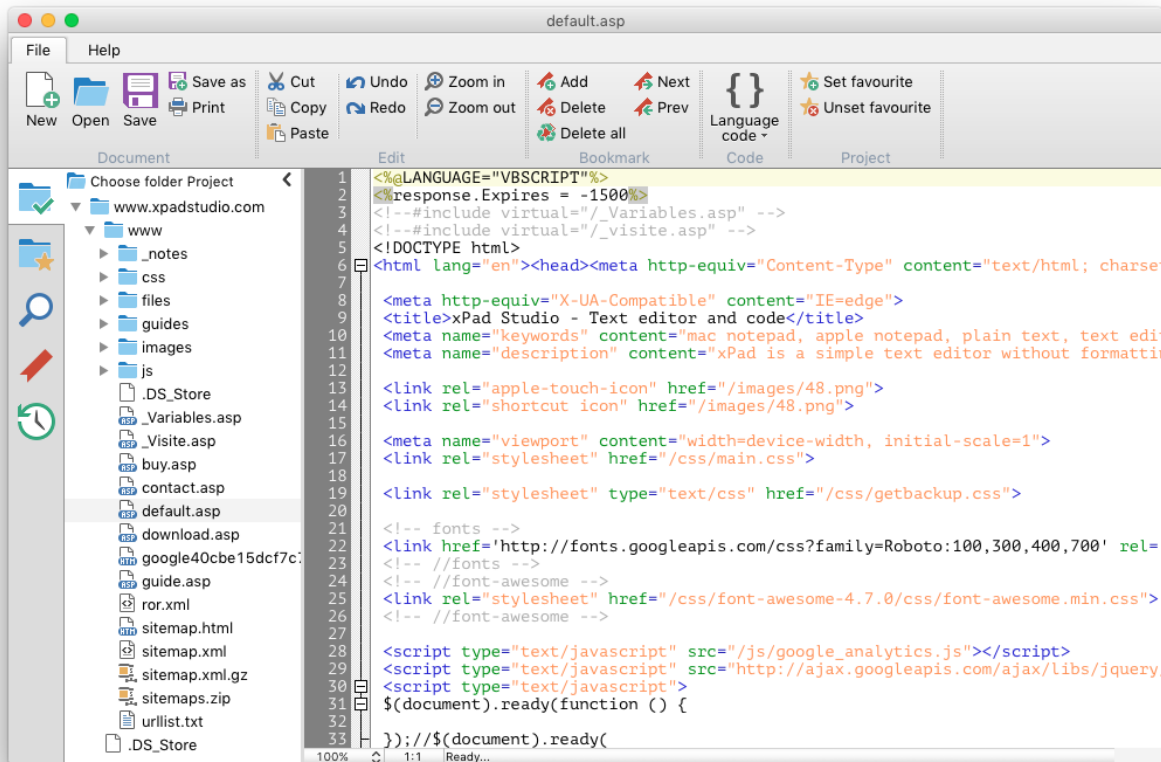 default.asp
File Help
New Open Save Save as Print
Cut Copy Paste Undo Redo Zoom in Zoom out
Add Delete Delete all Next Prev
{} Language code
Set favourite Unset favourite
Document Edit Bookmark Code Project
Choose folder Project
www.xpadstudio.com
www
_notes
css
files
guides
images
js
.DS_Store
_Variables.asp
_Visite.asp
buy.asp
contact.asp
default.asp
download.asp
google40cbe15dcf7c7
guide.asp
ror.xml
sitemap.html
sitemap.xml
sitemap.xml.gz
sitemaps.zip
urllist.txt
.DS_Store
1 <%@LANGUAGE="VBSCRIPT"%>
2 <%response.Expires = -1500%>
3 <!--#include virtual="/_Variables.asp" -->
4 <!--#include virtual="/_visite.asp" -->
5 <!DOCTYPE html>
6 <html lang="en"><head><meta http-equiv="Content-Type" content="text/html; charset
7
8 <meta http-equiv="X-UA-Compatible" content="IE=edge">
9 <title>xPad Studio - Text editor and code</title>
10 <meta name="keywords" content="mac notepad, apple notepad, plain text, text edi
11 <meta name="description" content="xPad is a simple text editor without formattin
12
13 <link rel="apple-touch-icon" href="/images/48.png">
14 <link rel="shortcut icon" href="/images/48.png">
15
16 <meta name="viewport" content="width=device-width, initial-scale=1">
17 <link rel="stylesheet" href="/css/main.css">
18
19 <link rel="stylesheet" type="text/css" href="/css/getbackup.css">
20
21 <!-- fonts -->
22 <link href='http://fonts.googleapis.com/css?family=Roboto:100,300,400,700' rel=
23 <!-- //fonts -->
24 <!-- //font-awesome -->
25 <link rel="stylesheet" href="/css/font-awesome-4.7.0/css/font-awesome.min.css">
26 <!-- //font-awesome -->
27
28 <script type="text/javascript" src="/js/google_analytics.js"></script>
29 <script type="text/javascript" src="http://ajax.googleapis.com/ajax/libs/jquery/
30 <script type="text/javascript">
31 $(document).ready(function () {
32
33 });//$(document).ready(
100% 1:1 Ready...